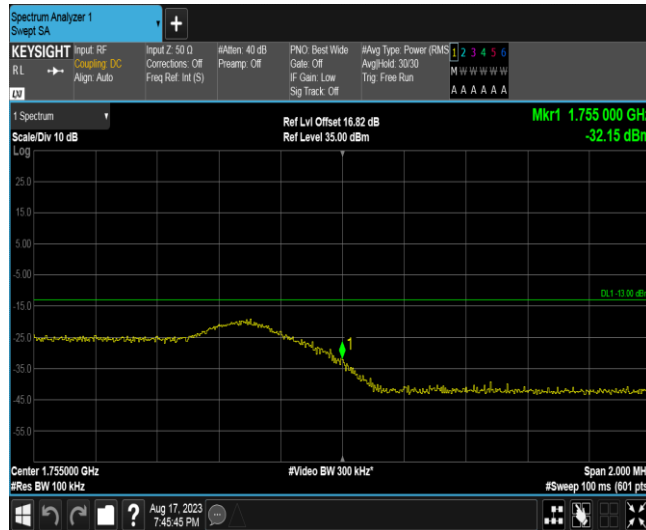 Spectrum Analyzer 1
Swept SA
+
KEYSIGHT Input: RF Input Z: 50 Ω #Atten: 40 dB PNO: Best Wide #Avg Type: Power (RMS 1 2 3 4 5 6
RL Coupling: DC Corrections: Off Preamp: Off Gate: Off Avg|Hold: 30/30 M W W W W W
Align: Auto Freq Ref: Int (S) IF Gain: Low Trig: Free Run
Sig Track: Off A A A A A A
LXI
1 Spectrum Ref Lvl Offset 16.82 dB Mkr1 1.755 000 GHz
Scale/Div 10 dB Ref Level 35.00 dBm -32.15 dBm
Log
25.0
15.0
5.00
-5.00
DL1 -13.00 dBm
-15.0
-25.0
1
-35.0
-45.0
-55.0
Center 1.755000 GHz #Video BW 300 kHz* Span 2.000 MH
#Res BW 100 kHz #Sweep 100 ms (601 pts
? Aug 17, 2023
7:45:45 PM